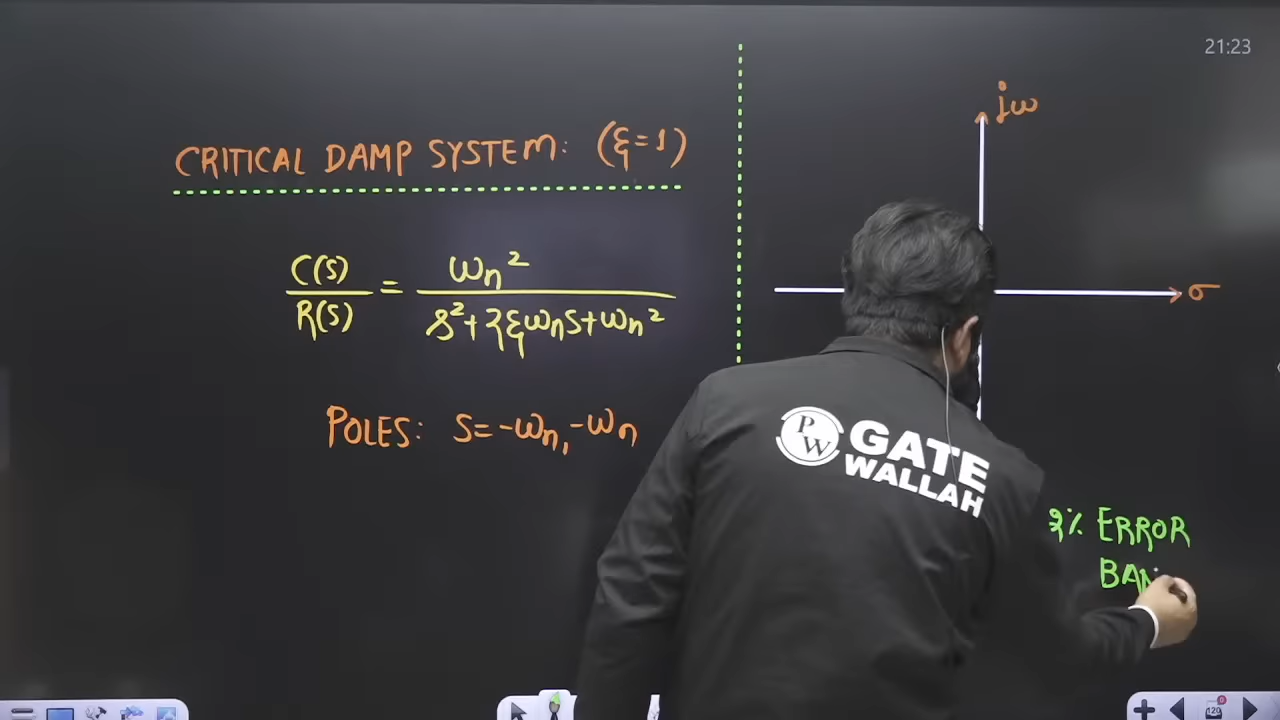 21:23
CRITICAL DAMP SYSTEM: (ξ=1)
C(S)/R(S) = ωn²/(s²+2ξωns+ωn²)
POLES: S=-ωn,-ωn
jω
σ
PW GATE
WALLAH
2% ERROR
BAN